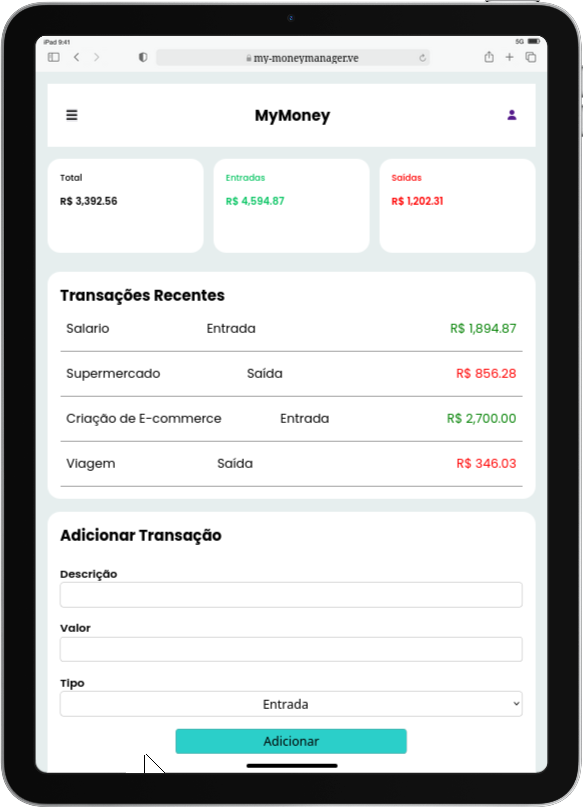 iPad 9:41
5G
my-moneymanager.ve
MyMoney
Total
R$ 3,392.56
Entradas
R$ 4,594.87
Saídas
R$ 1,202.31
Transações Recentes
Salario Entrada R$ 1,894.87
Supermercado Saída R$ 856.28
Criação de E-commerce Entrada R$ 2,700.00
Viagem Saída R$ 346.03
Adicionar Transação
Descrição
Valor
Tipo
Entrada
Adicionar